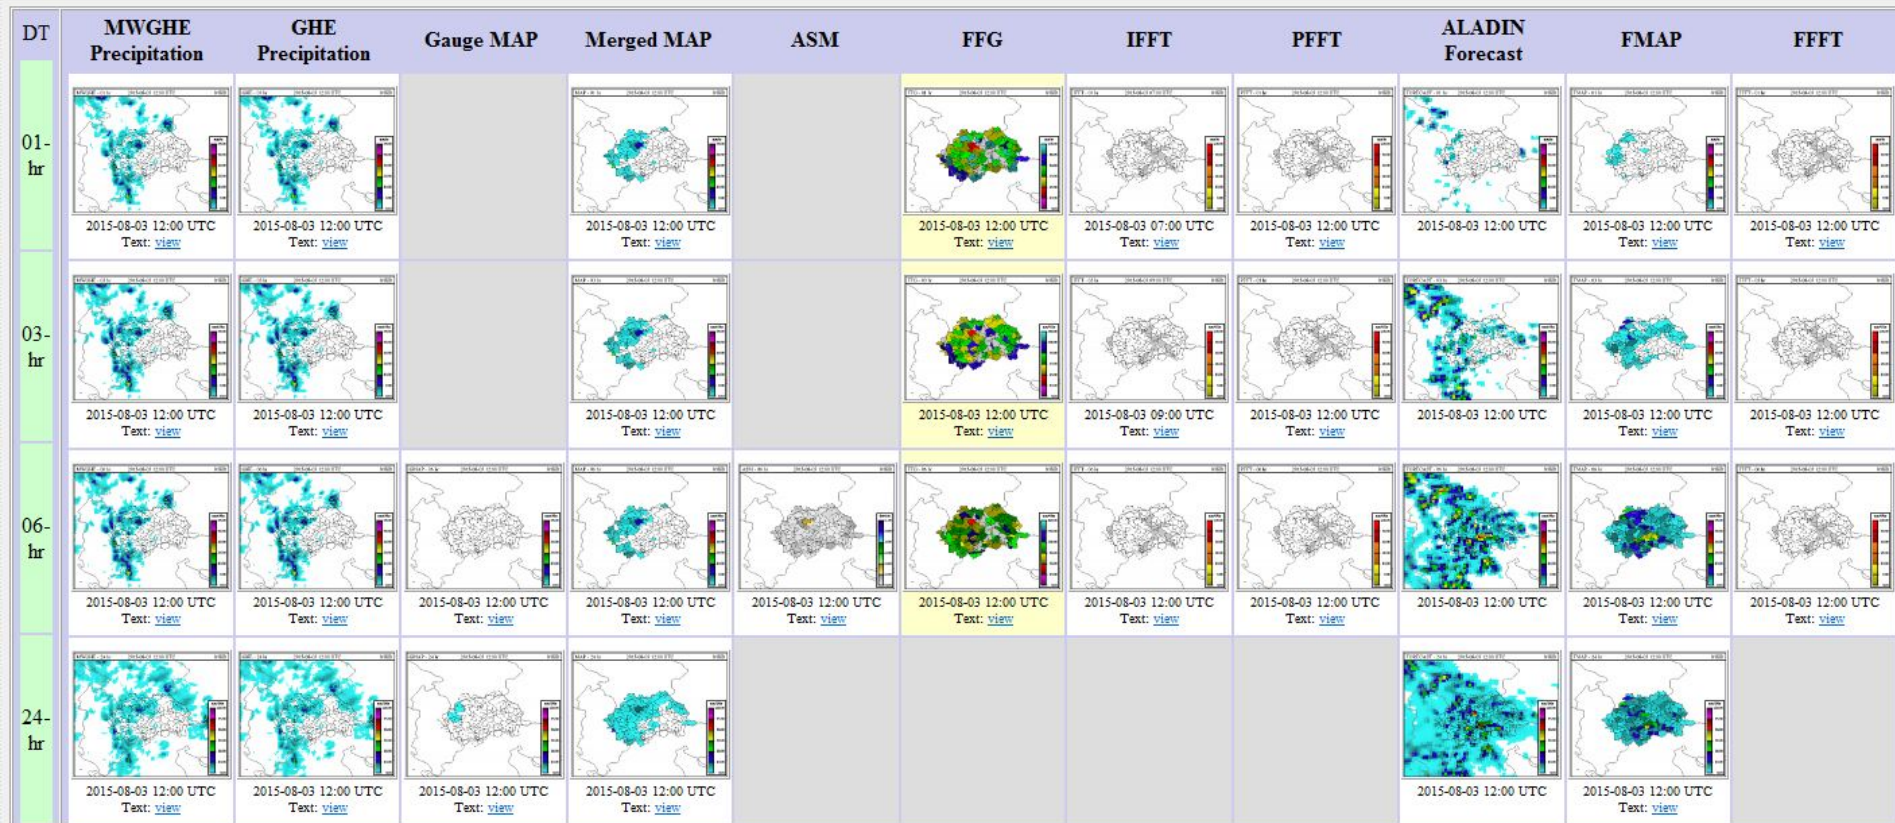 DT
MWGHE
Precipitation
GHE
Precipitation
Gauge MAP
Merged MAP
ASM
FFG
IFFT
PFFT
ALADIN
Forecast
FMAP
FFFT
01-
hr
2015-08-03 12:00 UTC
Text: view
2015-08-03 12:00 UTC
Text: view
2015-08-03 12:00 UTC
Text: view
2015-08-03 12:00 UTC
Text: view
2015-08-03 07:00 UTC
Text: view
2015-08-03 12:00 UTC
Text: view
2015-08-03 12:00 UTC
2015-08-03 12:00 UTC
Text: view
2015-08-03 12:00 UTC
Text: view
03-
hr
2015-08-03 12:00 UTC
Text: view
2015-08-03 12:00 UTC
Text: view
2015-08-03 12:00 UTC
Text: view
2015-08-03 12:00 UTC
Text: view
2015-08-03 09:00 UTC
Text: view
2015-08-03 12:00 UTC
Text: view
2015-08-03 12:00 UTC
2015-08-03 12:00 UTC
Text: view
2015-08-03 12:00 UTC
Text: view
06-
hr
2015-08-03 12:00 UTC
Text: view
2015-08-03 12:00 UTC
Text: view
2015-08-03 12:00 UTC
Text: view
2015-08-03 12:00 UTC
Text: view
2015-08-03 12:00 UTC
Text: view
2015-08-03 12:00 UTC
Text: view
2015-08-03 12:00 UTC
Text: view
2015-08-03 12:00 UTC
Text: view
2015-08-03 12:00 UTC
2015-08-03 12:00 UTC
Text: view
2015-08-03 12:00 UTC
Text: view
24-
hr
2015-08-03 12:00 UTC
Text: view
2015-08-03 12:00 UTC
Text: view
2015-08-03 12:00 UTC
Text: view
2015-08-03 12:00 UTC
Text: view
2015-08-03 12:00 UTC
2015-08-03 12:00 UTC
Text: view